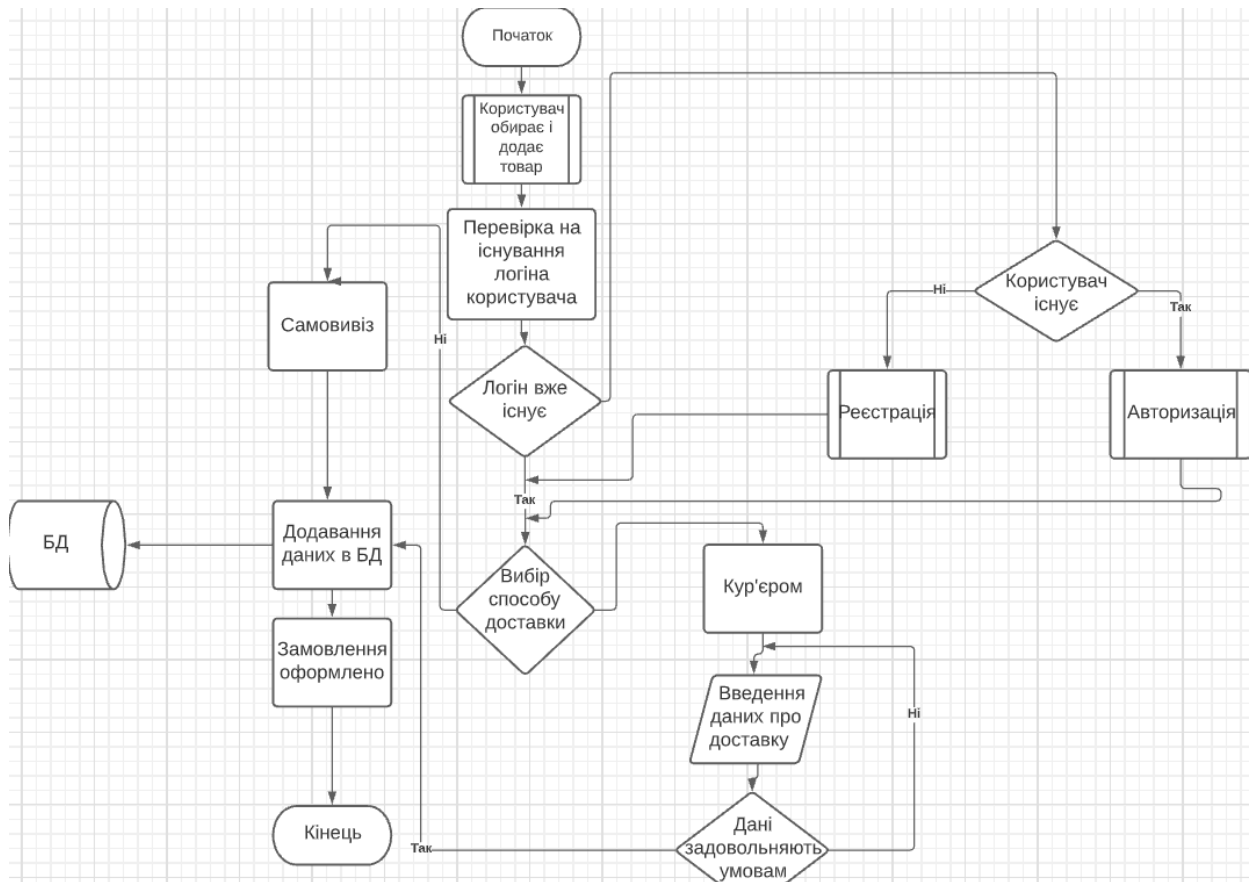 Початок
Користувач
обирає і
додає
товар
Перевірка на
існування
логіна
користувача
Користувач
існує
Ні
Так
Самовивіз
Ні
Логін вже
існує
Реєстрація
Авторизація
Так
БД
Додавання
даних в БД
Вибір
способу
доставки
Кур'єром
Замовлення
оформлено
Введення
даних про
доставку
Ні
Кінець
Так
Дані
задовольняють
умовам